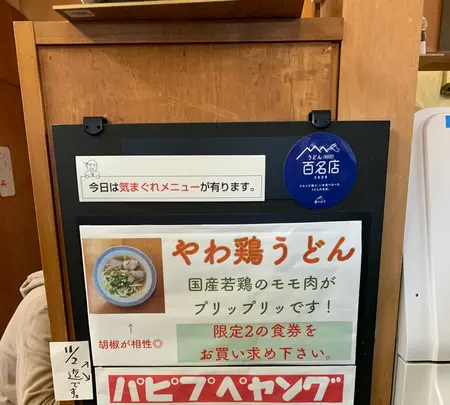 今日は気まぐれメニューが有ります。
うどん
百名店
やわ鶏うどん
国産若鶏のモモ肉が
プリップリッです！
↑
胡椒が相性◎
限定2の食券を
お買い求め下さい。
11/2
迄です。
パピプペヤング